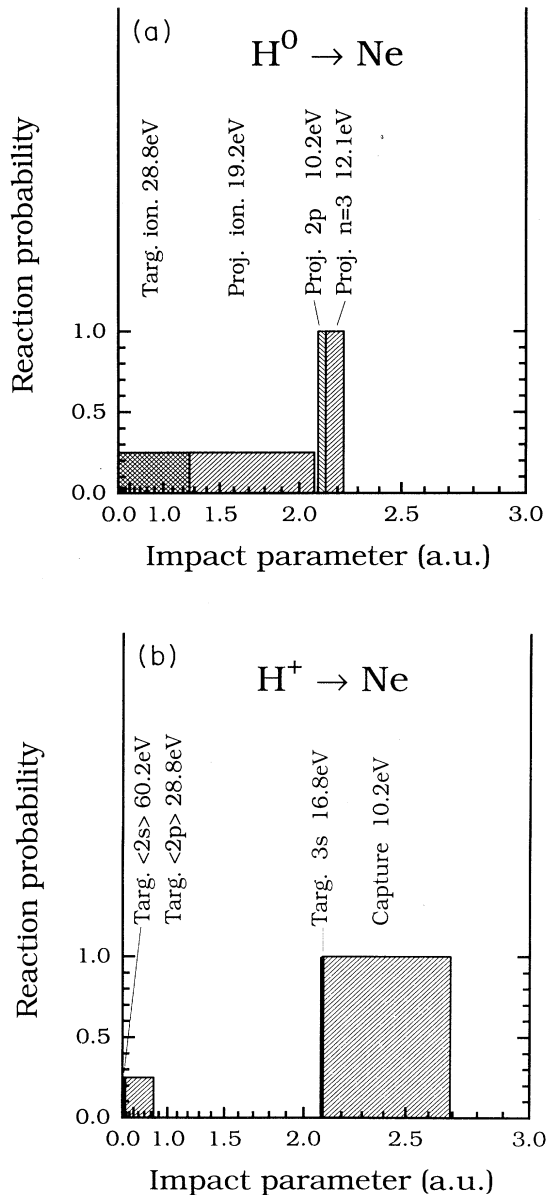 (a)
H⁰ → Ne
Reaction probability
Targ. ion. 28.8eV
Proj. ion. 19.2eV
Proj. 2p 10.2eV
Proj. n=3 12.1eV
1.0
0.5
0.0
0.0 1.0 1.5 2.0 2.5 3.0
Impact parameter (a.u.)
(b)
H⁺ → Ne
Reaction probability
Targ. <2s> 60.2eV
Targ. <2p> 28.8eV
Targ. 3s 16.8eV
Capture 10.2eV
1.0
0.5
0.0
0.0 1.0 1.5 2.0 2.5 3.0
Impact parameter (a.u.)